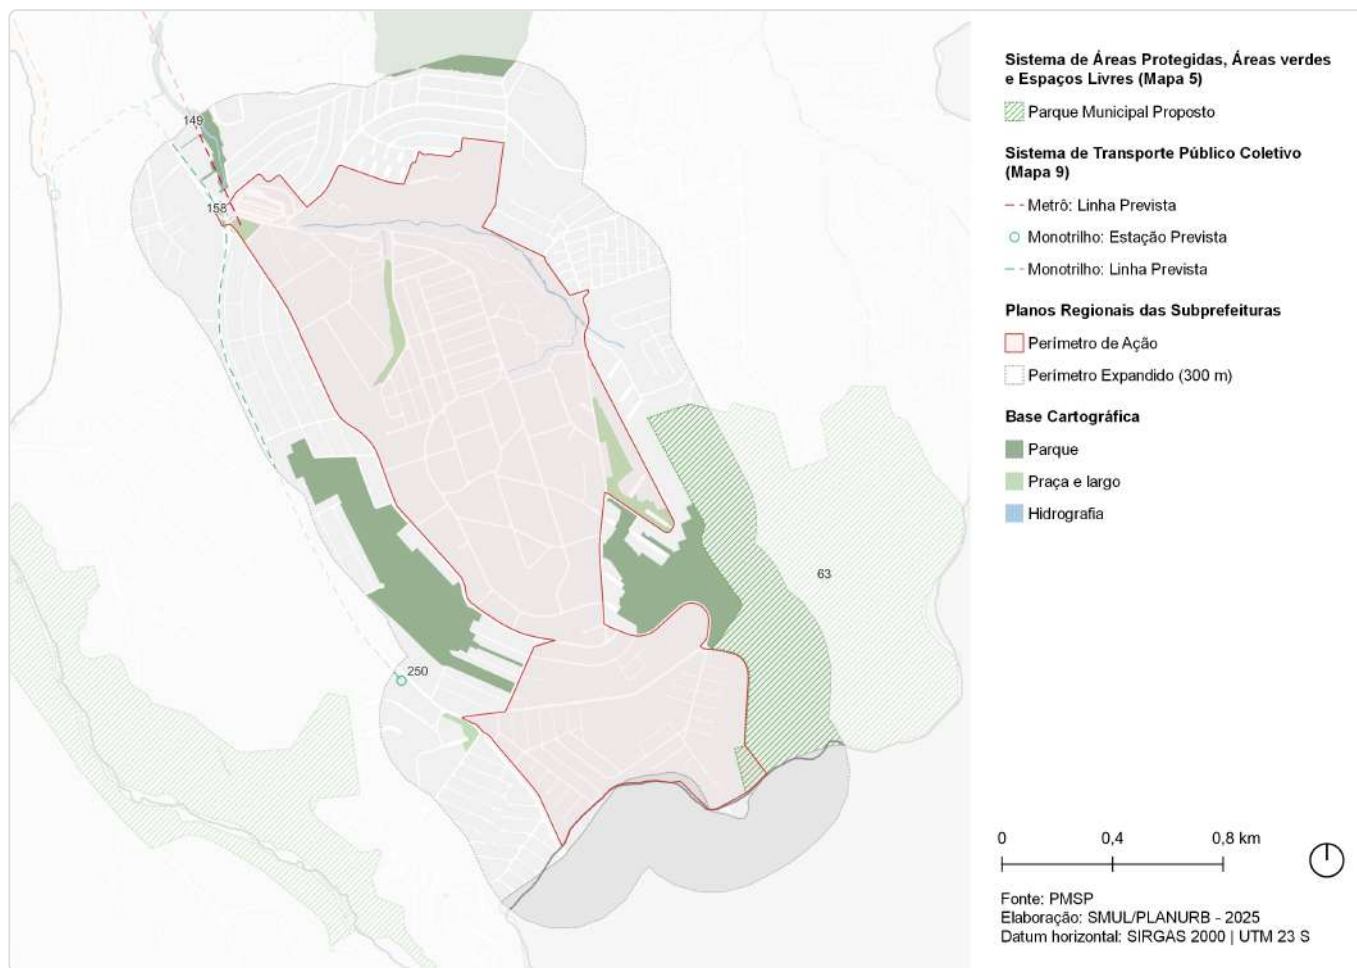 Sistema de Áreas Protegidas, Áreas verdes
e Espaços Livres (Mapa 5)
Parque Municipal Proposto
Sistema de Transporte Público Coletivo
(Mapa 9)
Metrô: Linha Prevista
Monotrilho: Estação Prevista
Monotrilho: Linha Prevista
Planos Regionais das Subprefeituras
Perímetro de Ação
Perímetro Expandido (300 m)
Base Cartográfica
Parque
Praça e largo
Hidrografia
149
158
63
250
0 0,4 0,8 km
Fonte: PMSP
Elaboração: SMUL/PLANURB - 2025
Datum horizontal: SIRGAS 2000 | UTM 23 S